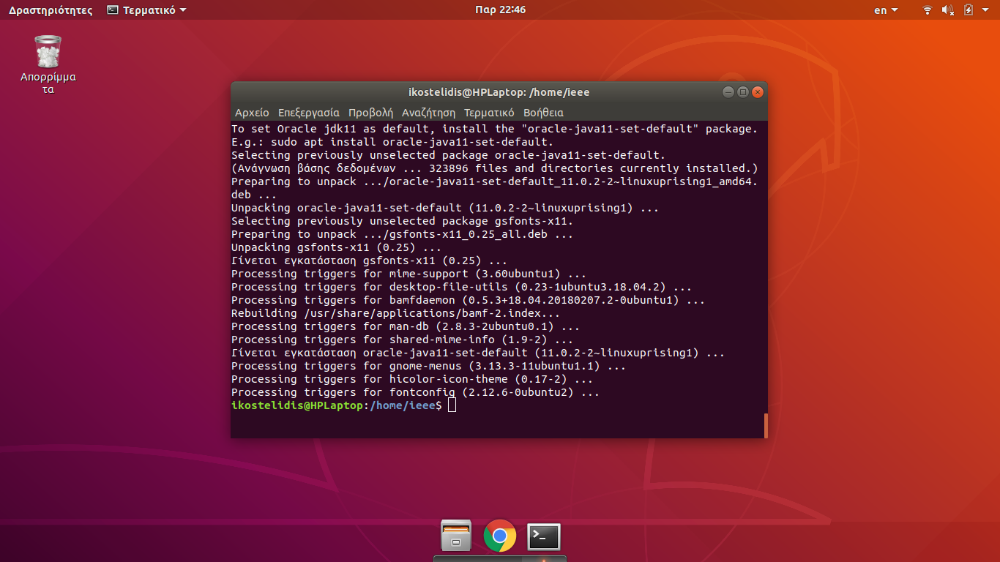 Δραστηριότητες Τερματικό Παρ 22:46 en
Απορρίμμα
τα
ikostelidis@HPLaptop: /home/ieee
Αρχείο Επεξεργασία Προβολή Αναζήτηση Τερματικό Βοήθεια
To set Oracle jdk11 as default, install the "oracle-java11-set-default" package.
E.g.: sudo apt install oracle-java11-set-default.
Selecting previously unselected package oracle-java11-set-default.
(Ανάγνωση βάσης δεδομένων ... 323896 files and directories currently installed.)
Preparing to unpack .../oracle-java11-set-default_11.0.2-2~linuxuprising1_amd64.
deb ...
Unpacking oracle-java11-set-default (11.0.2-2~linuxuprising1) ...
Selecting previously unselected package gsfonts-x11.
Preparing to unpack .../gsfonts-x11_0.25_all.deb ...
Unpacking gsfonts-x11 (0.25) ...
Γίνεται εγκατάσταση gsfonts-x11 (0.25) ...
Processing triggers for mime-support (3.60ubuntu1) ...
Processing triggers for desktop-file-utils (0.23-1ubuntu3.18.04.2) ...
Processing triggers for bamfdaemon (0.5.3+18.04.20180207.2-0ubuntu1) ...
Rebuilding /usr/share/applications/bamf-2.index...
Processing triggers for man-db (2.8.3-2ubuntu0.1) ...
Processing triggers for shared-mime-info (1.9-2) ...
Γίνεται εγκατάσταση oracle-java11-set-default (11.0.2-2~linuxuprising1) ...
Processing triggers for gnome-menus (3.13.3-11ubuntu1.1) ...
Processing triggers for hicolor-icon-theme (0.17-2) ...
Processing triggers for fontconfig (2.12.6-0ubuntu2) ...
ikostelidis@HPLaptop:/home/ieee$